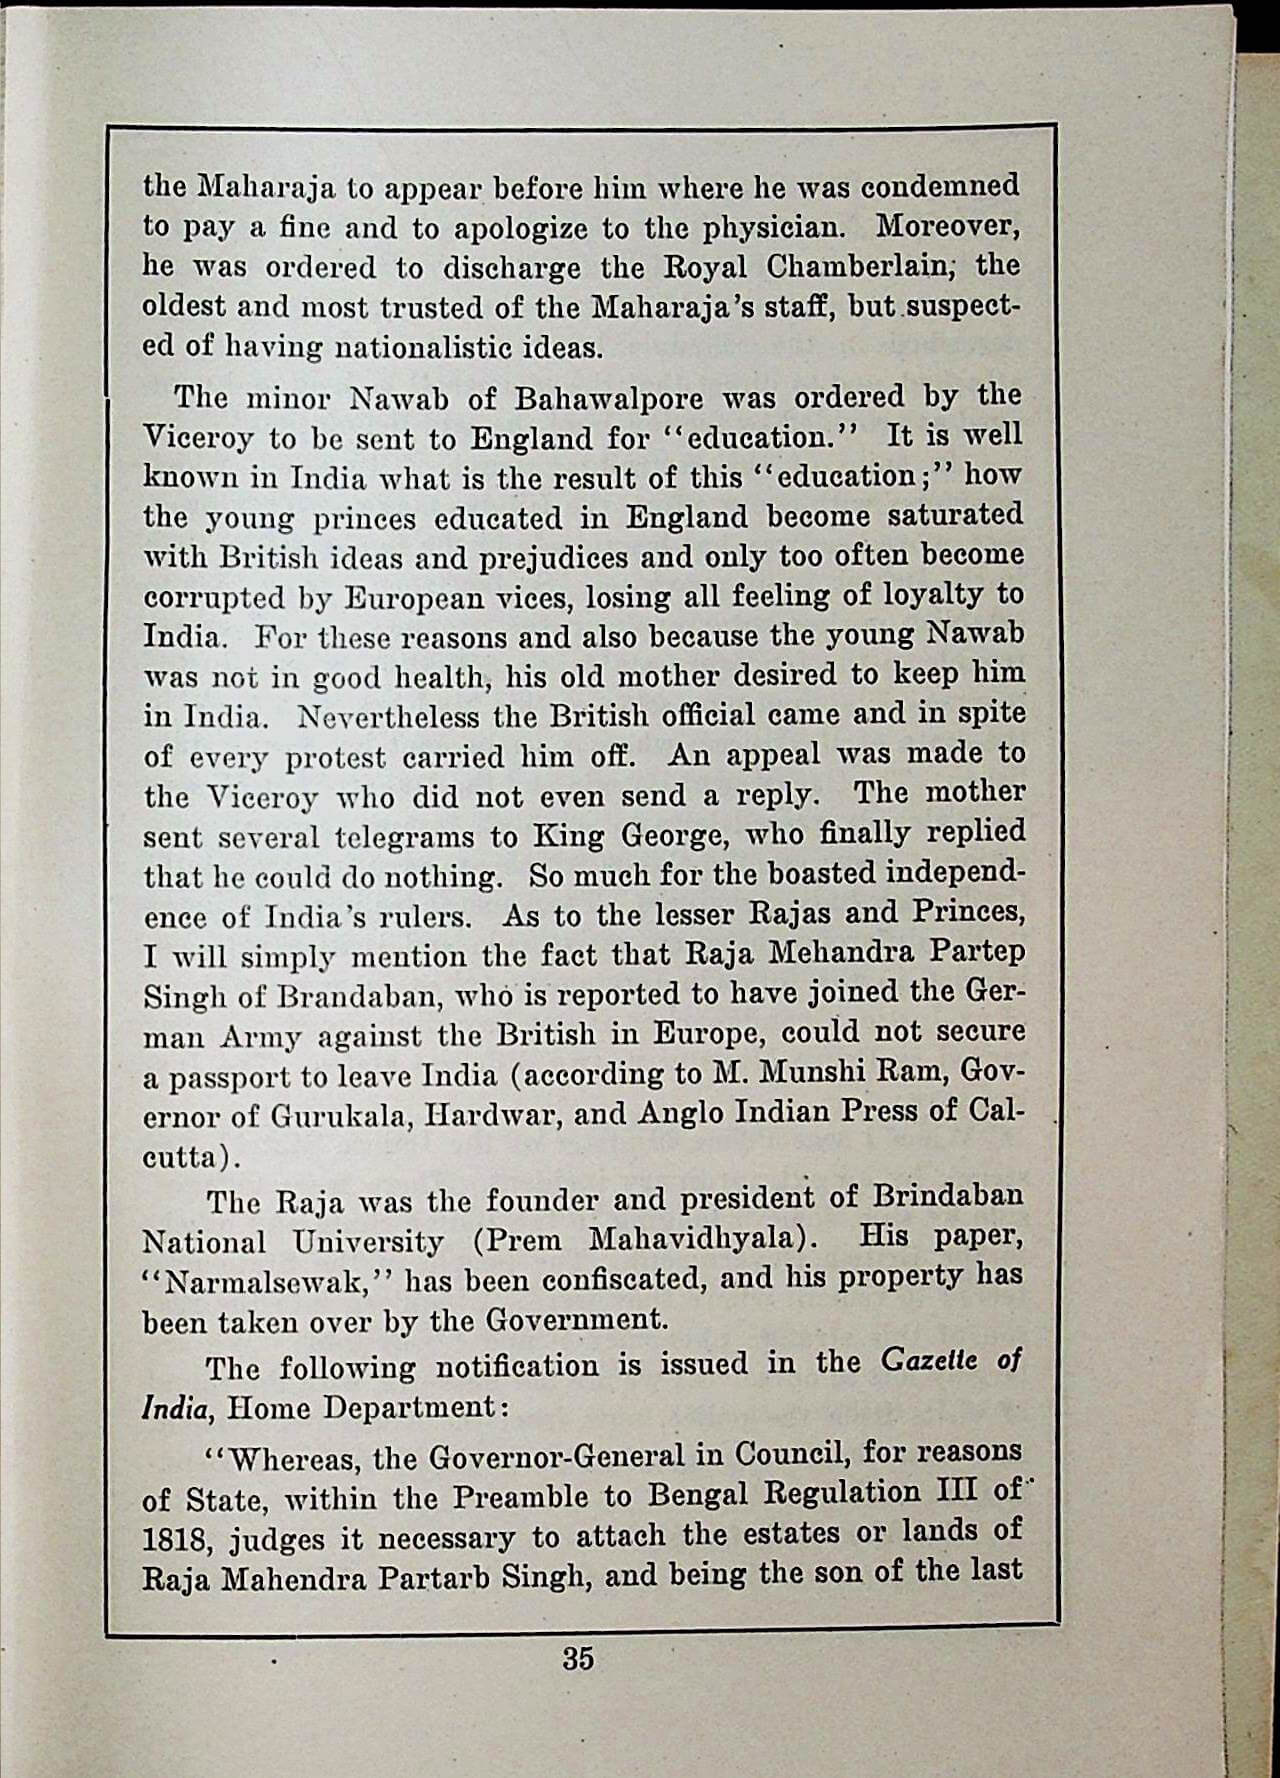 the Maharaja to appear before him where he was condemned
to pay a fine and to apologize to the physician. Moreover,
he was ordered to discharge the Royal Chamberlain; the
oldest and most trusted of the Maharaja's staff, but suspect-
ed of having nationalistic ideas.
The minor Nawab of Bahawalpore was ordered by the
Viceroy to be sent to England for "education." It is well
known in India what is the result of this "education;" how
the young princes educated in England become saturated
with British ideas and prejudices and only too often become
corrupted by European vices, losing all feeling of loyalty to
India. For these reasons and also because the young Nawab
was not in good health, his old mother desired to keep him
in India. Nevertheless the British official came and in spite
of every protest carried him off. An appeal was made to
the Viceroy who did not even send a reply. The mother
sent several telegrams to King George, who finally replied
that he could do nothing. So much for the boasted independ-
ence of India's rulers. As to the lesser Rajas and Princes,
I will simply mention the fact that Raja Mehandra Partep
Singh of Brandaban, who is reported to have joined the Ger-
man Army against the British in Europe, could not secure
a passport to leave India (according to M. Munshi Ram, Gov-
ernor of Gurukala, Hardwar, and Anglo Indian Press of Cal-
cutta).
The Raja was the founder and president of Brindaban
National University (Prem Mahavidhyala). His paper,
"Narmalsewak," has been confiscated, and his property has
been taken over by the Government.
The following notification is issued in the Gazette of
India, Home Department:
"Whereas, the Governor-General in Council, for reasons
of State, within the Preamble to Bengal Regulation III of
1818, judges it necessary to attach the estates or lands of
Raja Mahendra Partarb Singh, and being the son of the last
35